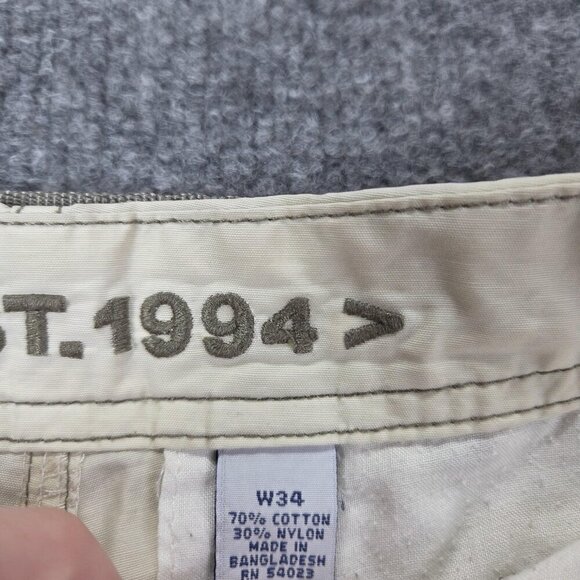 ST.1994 >
W34
70% COTTON
30% NYLON
MADE IN
BANGLADESH
RN 54023